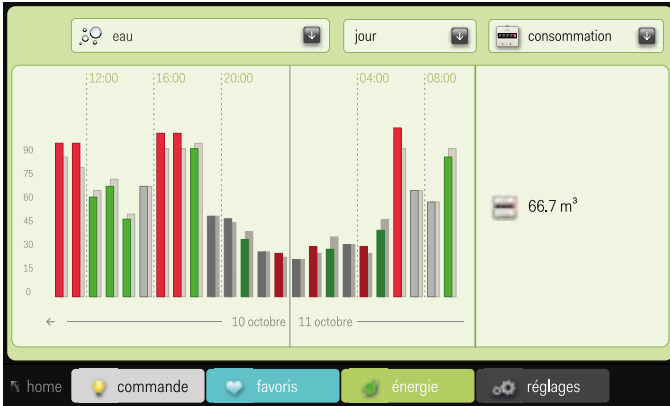 eau jour consommation
12:00 16:00 20:00 04:00 08:00
90
75
60
45
30
15
0
66.7 m³
← 10 octobre 11 octobre
home commande favoris énergie réglages